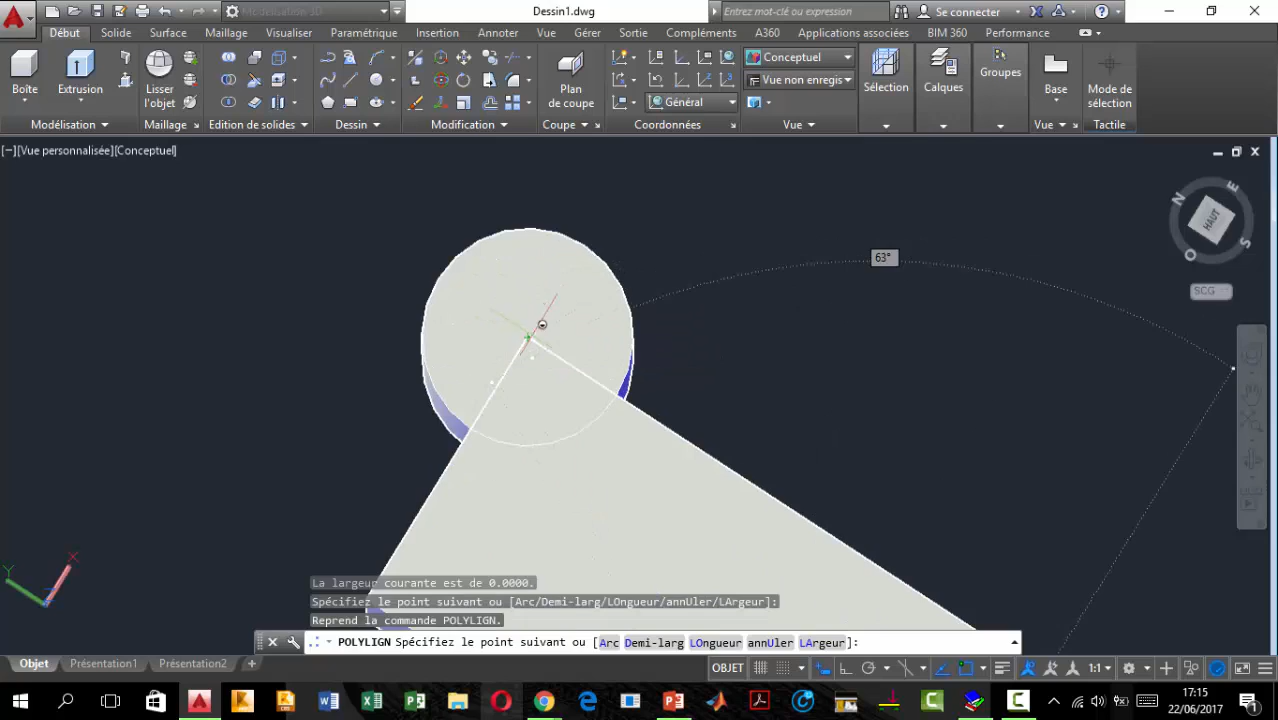 Modélisation 3D
Dessin1.dwg
Entrez mot-clé ou expression
Se connecter
Début Solide Surface Maillage Visualiser Paramétrique Insertion Annoter Vue Gérer Sortie Compléments A360 Applications associées BIM 360 Performance
Boîte
Extrusion
Lisser
l'objet
Plan
de coupe
Conceptuel
Vue non enregis
Général
Sélection
Calques
Groupes
Base
Mode de
sélection
Modélisation Maillage Edition de solides Dessin Modification Coupe Coordonnées Vue Vue Tactile
[−][Vue personnalisée][Conceptuel]
N
E
HAUT
O
S
SCG
63°
X
Y
La largeur courante est de 0.0000.
Spécifiez le point suivant ou [Arc/Demi-larg/LOngueur/annUler/LArgeur]:
Reprend la commande POLYLIGN.
POLYLIGN Spécifiez le point suivant ou [Arc Demi-larg LOngueur annUler LArgeur]:
Objet Présentation1 Présentation2 +
OBJET
1:1
17:15
22/06/2017